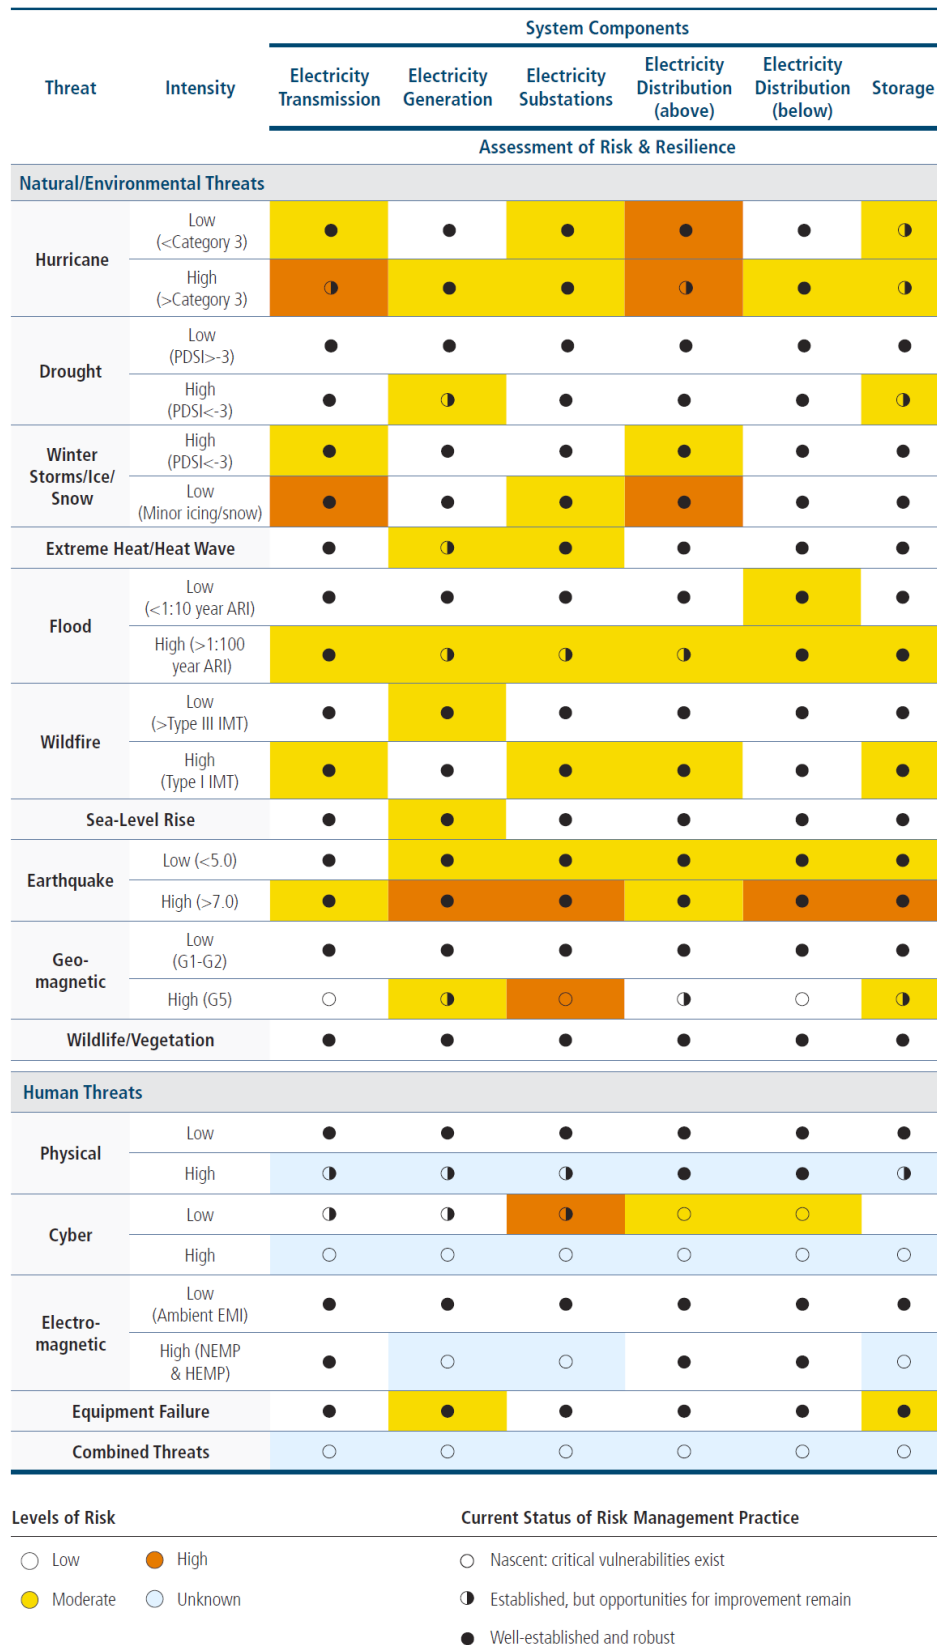 System Components
Threat
Intensity
Electricity
Transmission
Electricity
Generation
Electricity
Substations
Electricity
Distribution
(above)
Electricity
Distribution
(below)
Storage
Assessment of Risk & Resilience
Natural/Environmental Threats
Hurricane
Low
(<Category 3)
High
(>Category 3)
Drought
Low
(PDSI>-3)
High
(PDSI<-3)
Winter
Storms/Ice/
Snow
High
(PDSI<-3)
Low
(Minor icing/snow)
Extreme Heat/Heat Wave
Flood
Low
(<1:10 year ARI)
High (>1:100
year ARI)
Wildfire
Low
(>Type III IMT)
High
(Type I IMT)
Sea-Level Rise
Earthquake
Low (<5.0)
High (>7.0)
Geo-
magnetic
Low
(G1-G2)
High (G5)
Wildlife/Vegetation
Human Threats
Physical
Low
High
Cyber
Low
High
Electro-
magnetic
Low
(Ambient EMI)
High (NEMP
& HEMP)
Equipment Failure
Combined Threats
Levels of Risk
Low
High
Moderate
Unknown
Current Status of Risk Management Practice
Nascent: critical vulnerabilities exist
Established, but opportunities for improvement remain
Well-established and robust